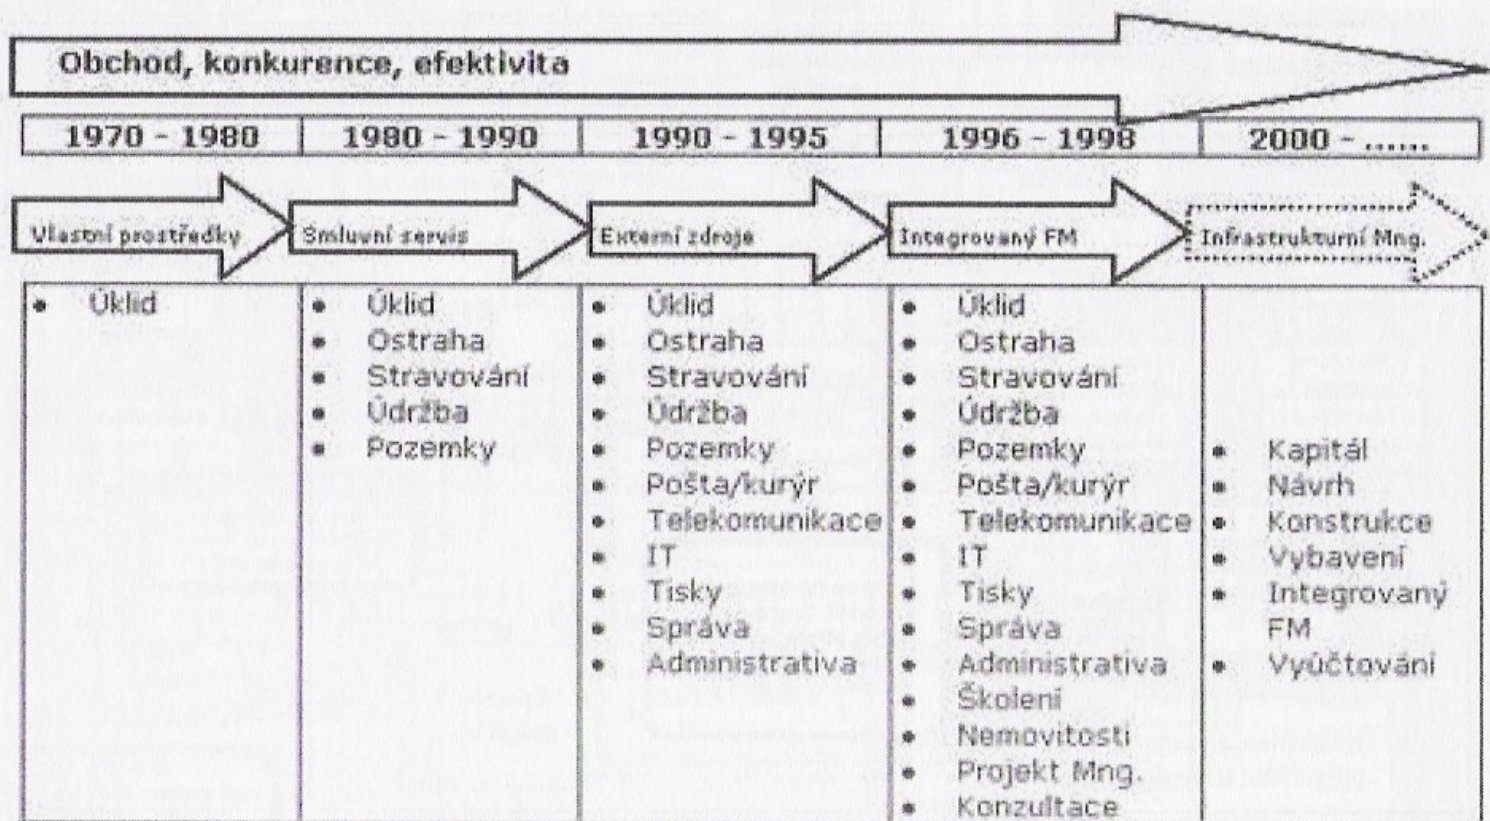 Obchod, konkurence, efektivita
1970 - 1980
1980 - 1990
1990 - 1995
1996 - 1998
2000 - ......
Vlastní prostředky
Smluvní servis
Externí zdroje
Integrovaný FM
Infrastrukturní Mng.
• Úklid
• Úklid
• Ostraha
• Stravování
• Údržba
• Pozemky
• Úklid
• Ostraha
• Stravování
• Údržba
• Pozemky
• Pošta/kurýr
• Telekomunikace
• IT
• Tisky
• Správa
• Administrativa
• Úklid
• Ostraha
• Stravování
• Údržba
• Pozemky
• Pošta/kurýr
• Telekomunikace
• IT
• Tisky
• Správa
• Administrativa
• Školení
• Nemovitosti
• Projekt Mng.
• Konzultace
• Kapitál
• Návrh
• Konstrukce
• Vybavení
• Integrovaný
FM
• Vyúčtování